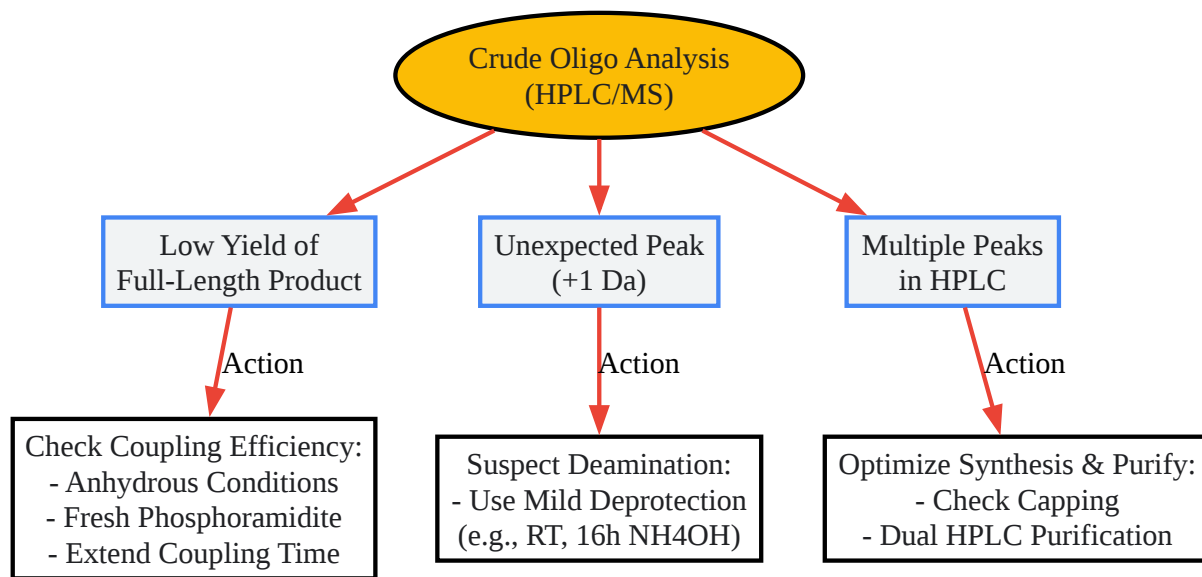 Crude Oligo Analysis
(HPLC/MS)
Low Yield of
Full-Length Product
Unexpected Peak
(+1 Da)
Multiple Peaks
in HPLC
Action
Action
Action
Check Coupling Efficiency:
- Anhydrous Conditions
- Fresh Phosphoramidite
- Extend Coupling Time
Suspect Deamination:
- Use Mild Deprotection
(e.g., RT, 16h NH4OH)
Optimize Synthesis & Purify:
- Check Capping
- Dual HPLC Purification